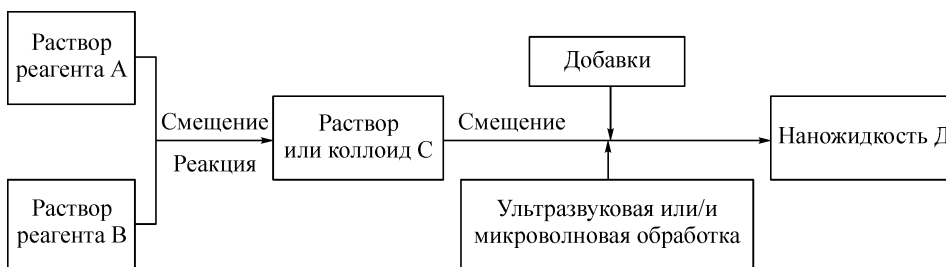 Раствор
реагента А
Раствор
реагента В
Смещение
Реакция
Раствор
или коллоид С
Смещение
Добавки
Ультразвуковая или/и
микроволновая обработка
Наножидкость Д